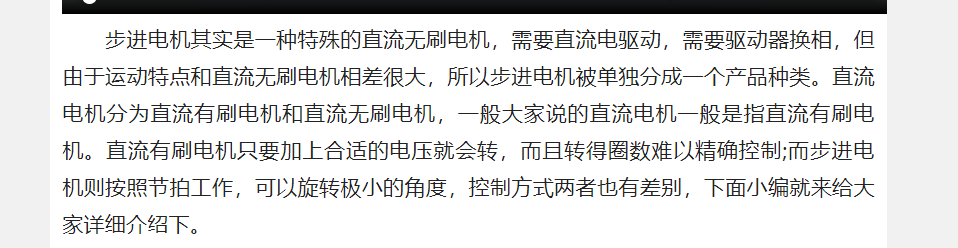 步进电机其实是一种特殊的直流无刷电机，需要直流电驱动，需要驱动器换相，但
由于运动特点和直流无刷电机相差很大，所以步进电机被单独分成一个产品种类。直流
电机分为直流有刷电机和直流无刷电机，一般大家说的直流电机一般是指直流有刷电
机。直流有刷电机只要加上合适的电压就会转，而且转得圈数难以精确控制;而步进电
机则按照节拍工作，可以旋转极小的角度，控制方式两者也有差别，下面小编就来给大
家详细介绍下。